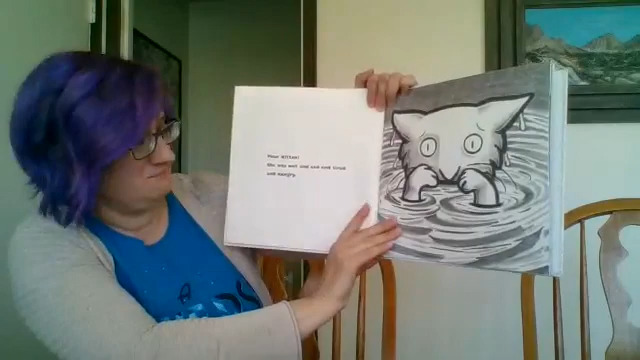 Poor Kitten!
She was wet and sad and tired
and hungry,